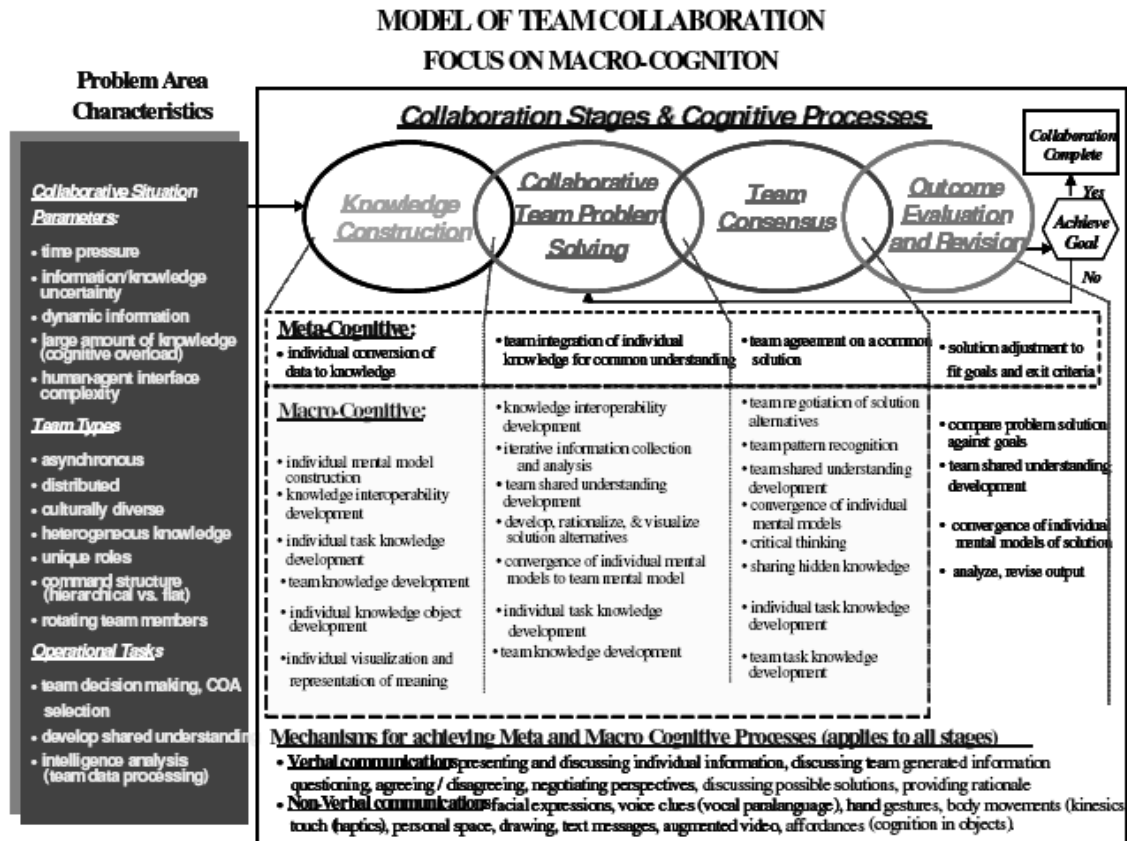 MODEL OF TEAM COLLABORATION
FOCUS ON MACRO-COGNITON
Problem Area
Characteristics
Collaborative Situation
Parameters:
• time pressure
• information/knowledge
uncertainty
• dynamic information
• large amount of knowledge
(cognitive overload)
• human-agent interface
complexity
Team Types
• asynchronous
• distributed
• culturally diverse
• heterogeneous knowledge
• unique roles
• command structure
(hierarchical vs. flat)
• rotating team members
Operational Tasks
• team decision making, COA
selection
• develop shared understanding
• intelligence analysis
(team data processing)
Collaboration Stages & Cognitive Processes
Knowledge
Construction
Collaborative
Team Problem
Solving
Team
Consensus
Outcome
Evaluation
and Revision
Collaboration
Complete
Yes
Achieve
Goal
No
Meta-Cognitive:
• individual conversion of
data to knowledge
• team integration of individual
knowledge for common understanding
• team agreement on a common
solution
• solution adjustment to
fit goals and exit criteria
Macro-Cognitive:
• individual mental model
construction
• knowledge interoperability
development
• individual task knowledge
development
• team knowledge development
• individual knowledge object
development
• individual visualization and
representation of meaning
• knowledge interoperability
development
• iterative information collection
and analysis
• team shared understanding
development
• develop, rationalize, & visualize
solution alternatives
• convergence of individual mental
models to team mental model
• individual task knowledge
development
• team knowledge development
• team negotiation of solution
alternatives
• team pattern recognition
• team shared understanding
development
• convergence of individual
mental models
• critical thinking
• sharing hidden knowledge
• individual task knowledge
development
• team task knowledge
development
• compare problem solution
against goals
• team shared understanding
development
• convergence of individual
mental models of solution
• analyze, revise output
Mechanisms for achieving Meta and Macro Cognitive Processes (applies to all stages)
• Verbal communication: presenting and discussing individual information, discussing team generated information
questioning, agreeing / disagreeing, negotiating perspectives, discussing possible solutions, providing rationale
• Non-Verbal communications: facial expressions, voice clues (vocal paralanguage), hand gestures, body movements (kinesics
touch (haptics), personal space, drawing, text messages, augmented video, affordances (cognition in objects).